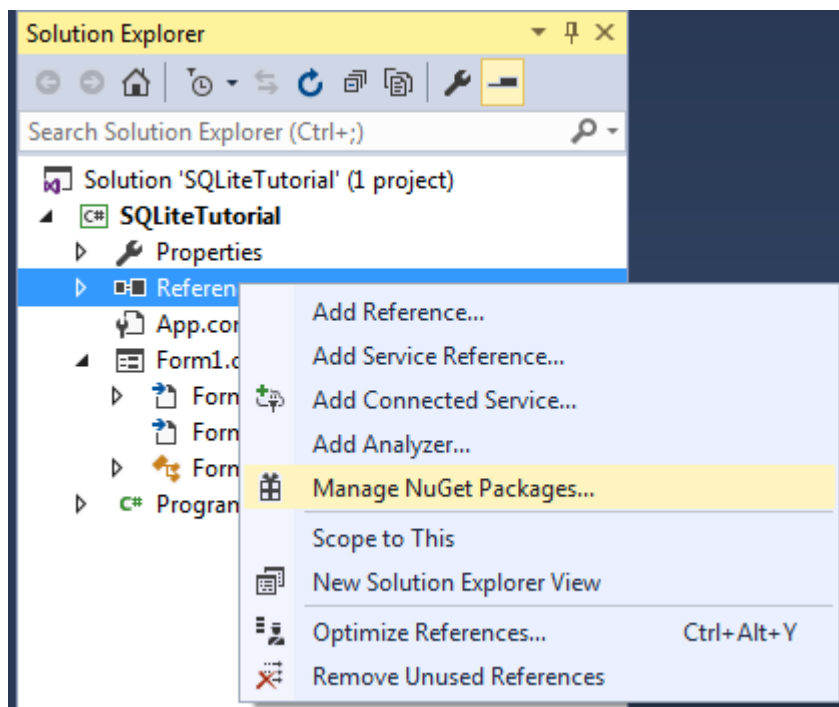 Solution Explorer
Search Solution Explorer (Ctrl+;)
Solution 'SQLiteTutorial' (1 project)
C# SQLiteTutorial
Properties
Referen
App.con
Form1.c
Form
Form
Form
C# Program
Add Reference...
Add Service Reference...
Add Connected Service...
Add Analyzer...
Manage NuGet Packages...
Scope to This
New Solution Explorer View
Optimize References... Ctrl+Alt+Y
Remove Unused References